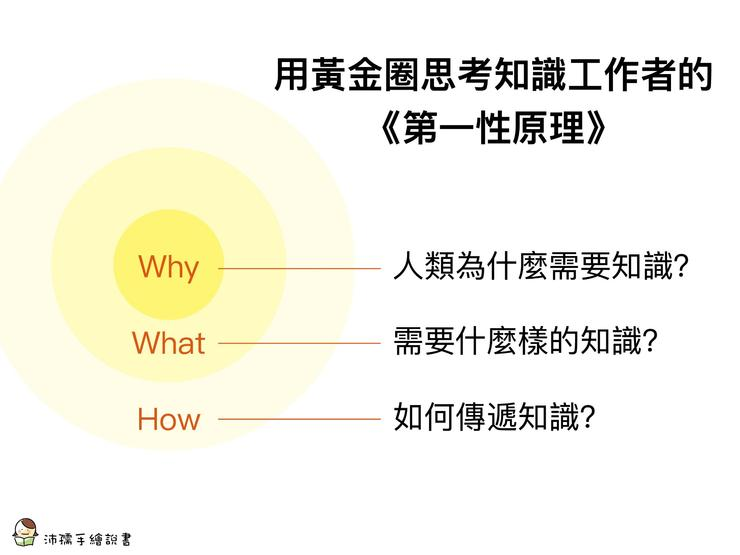 用黃金圈思考知識工作者的
《第一性原理》
Why 人類為什麼需要知識?
What 需要什麼樣的知識?
How 如何傳遞知識?
沛孺手繪說書